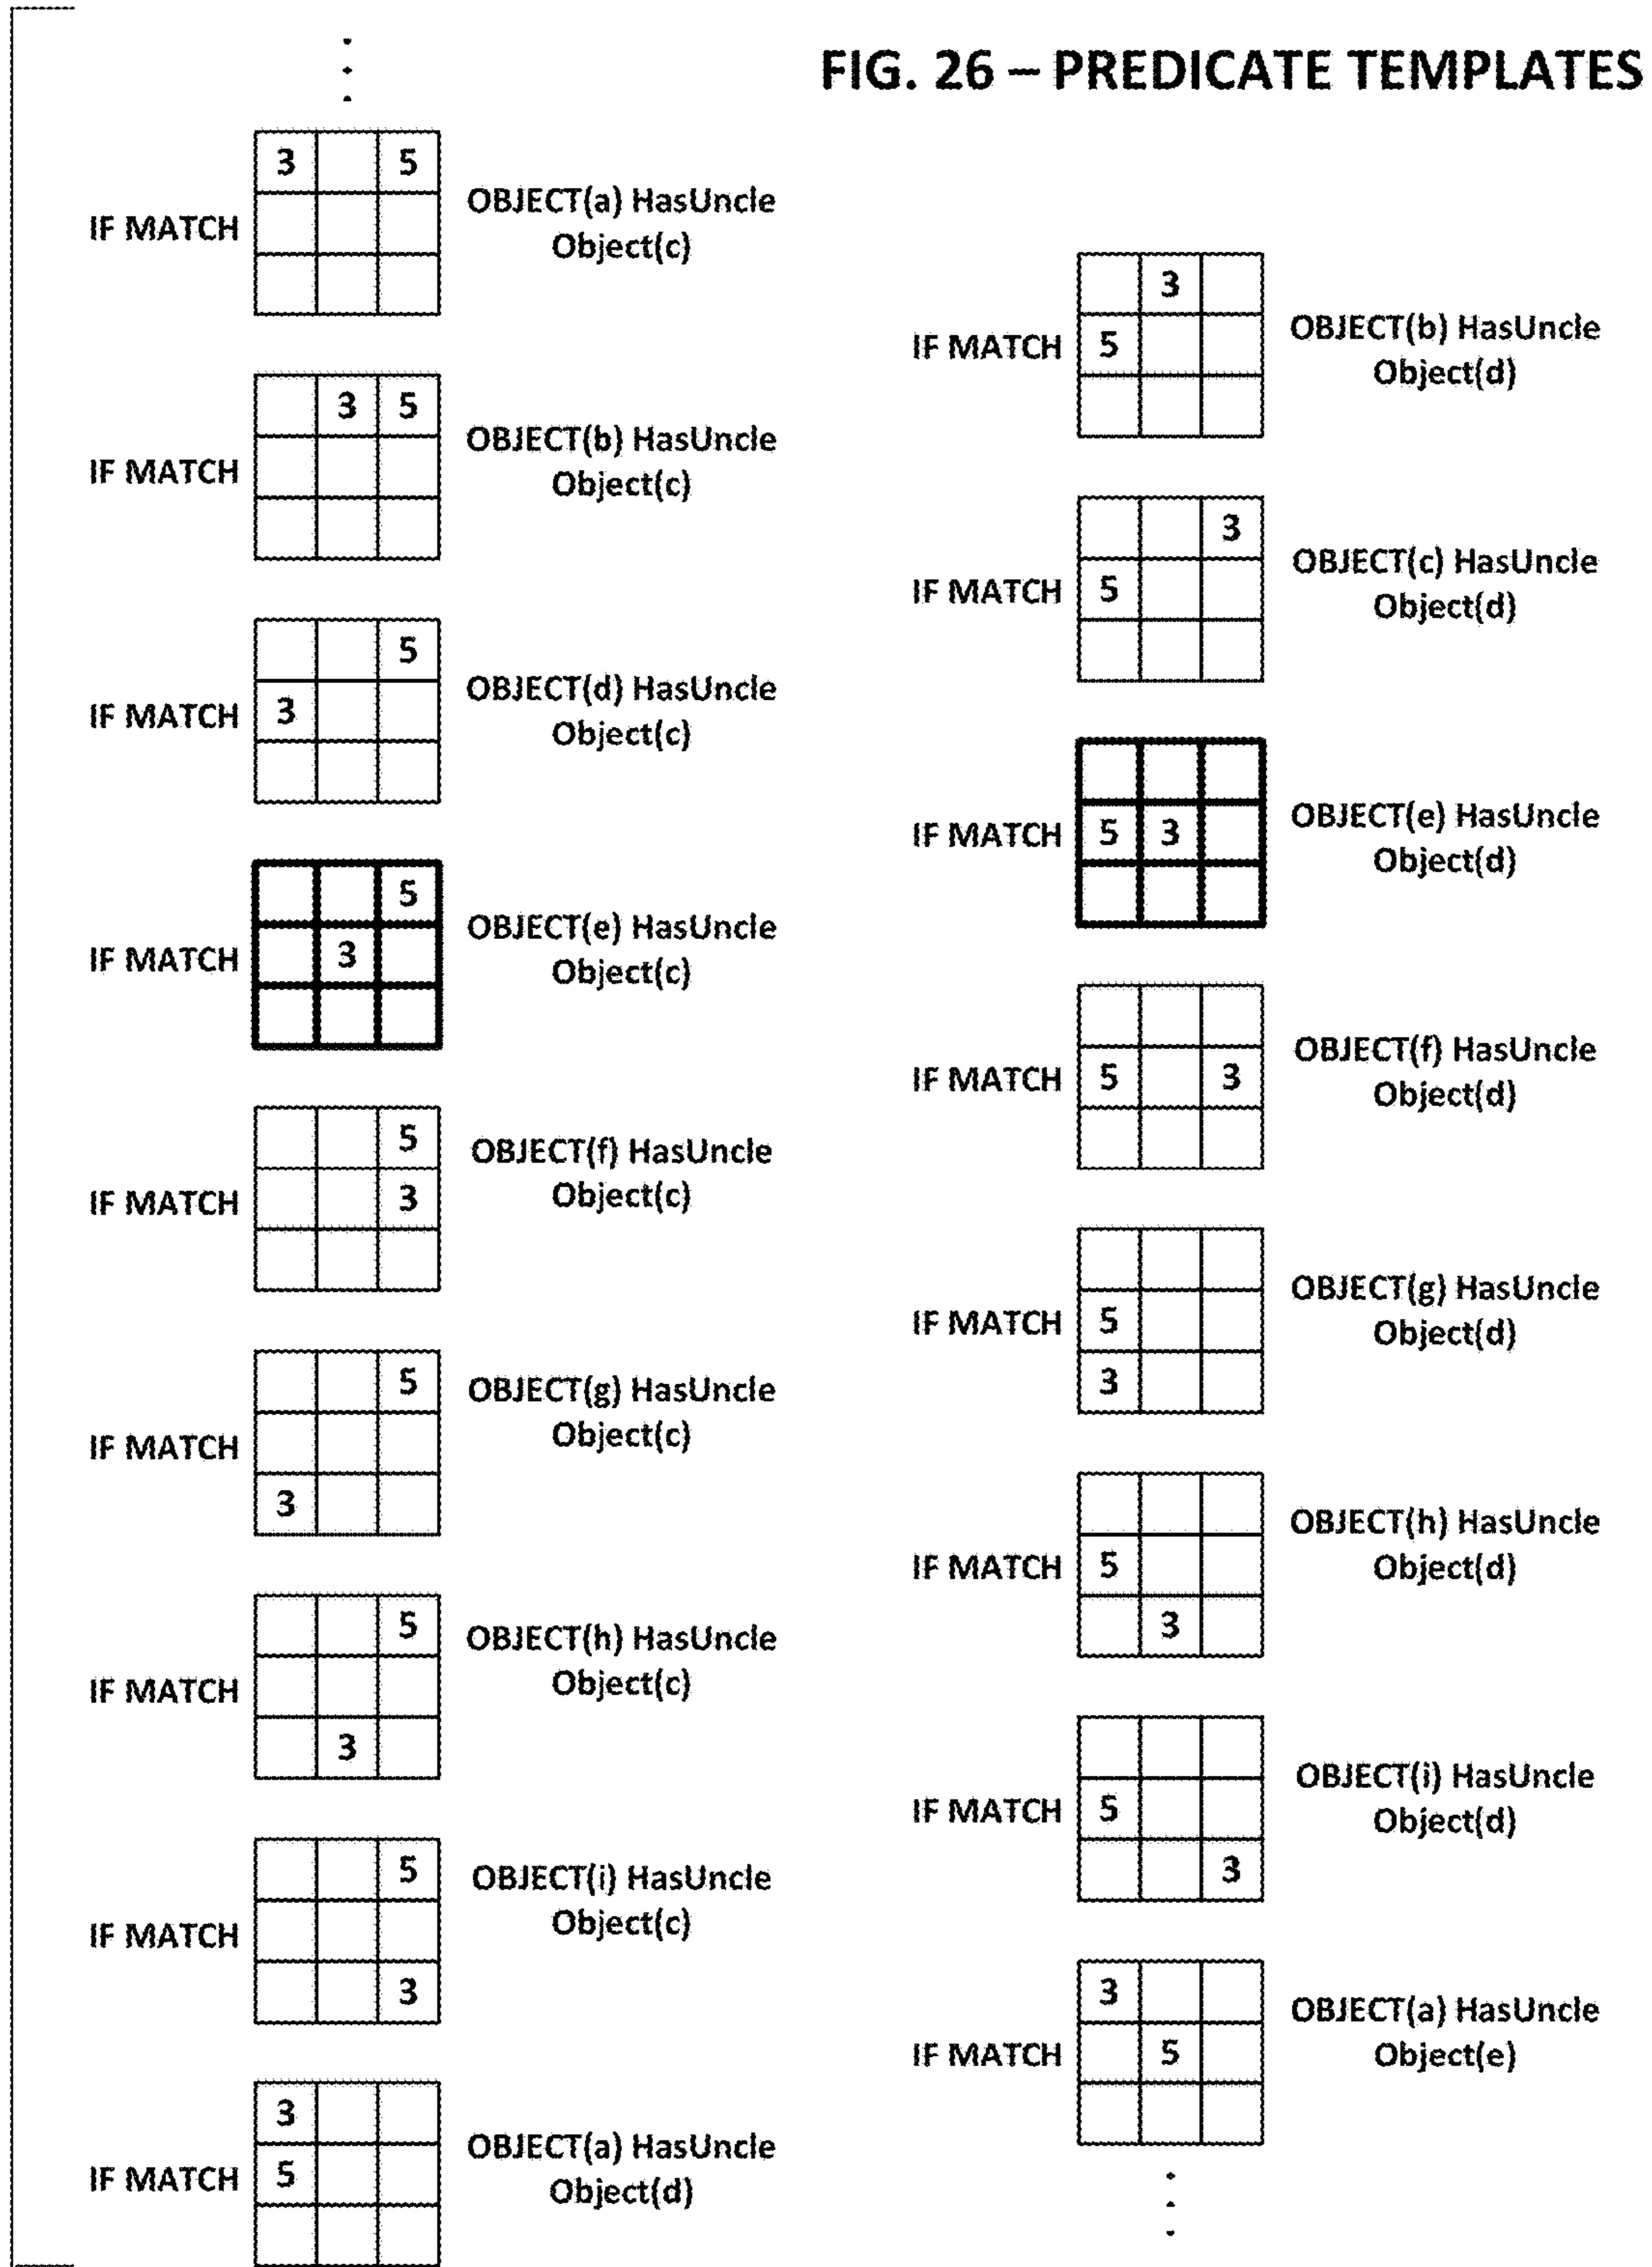 FIG. 26 – PREDICATE TEMPLATES
3 5
IF MATCH
OBJECT(a) HasUncle
Object(c)
3 5
IF MATCH
OBJECT(b) HasUncle
Object(c)
5
IF MATCH 3
OBJECT(d) HasUncle
Object(c)
5
IF MATCH 3
OBJECT(e) HasUncle
Object(c)
5
IF MATCH 3
OBJECT(f) HasUncle
Object(c)
5
IF MATCH
3
OBJECT(g) HasUncle
Object(c)
5
IF MATCH
3
OBJECT(h) HasUncle
Object(c)
5
IF MATCH
3
OBJECT(i) HasUncle
Object(c)
3
IF MATCH 5
OBJECT(a) HasUncle
Object(d)
3
IF MATCH 5
OBJECT(b) HasUncle
Object(d)
3
IF MATCH 5
OBJECT(c) HasUncle
Object(d)
IF MATCH 5 3
OBJECT(e) HasUncle
Object(d)
IF MATCH 5 3
OBJECT(f) HasUncle
Object(d)
IF MATCH 5
3
OBJECT(g) HasUncle
Object(d)
IF MATCH 5
3
OBJECT(h) HasUncle
Object(d)
IF MATCH 5
3
OBJECT(i) HasUncle
Object(d)
3
IF MATCH 5
OBJECT(a) HasUncle
Object(e)